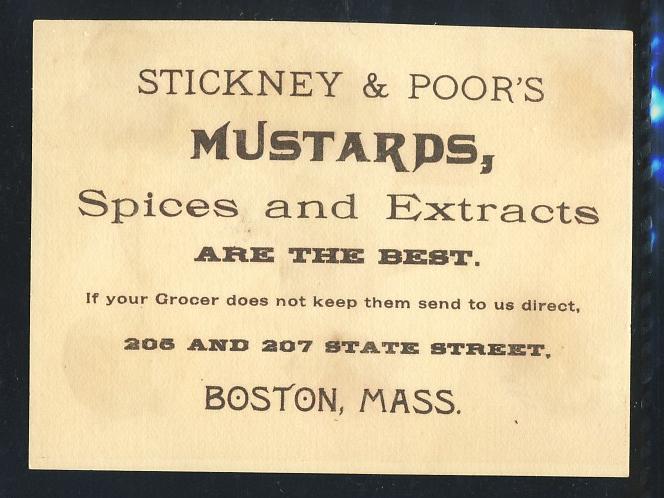 STICKNEY & POOR'S
MUSTARDS,
Spices and Extracts
ARE THE BEST.
If your Grocer does not keep them send to us direct,
205 AND 207 STATE STREET,
BOSTON, MASS.